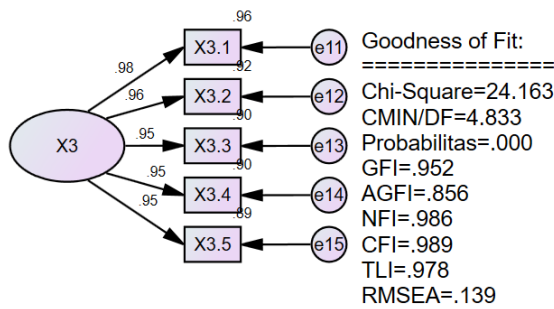 .96
X3.1
e11
.98
.92
X3.2
e12
.96
.90
X3
X3.3
e13
.95
.90
X3.4
e14
.95
.89
X3.5
e15
.95
Goodness of Fit:
===============
Chi-Square=24.163
CMIN/DF=4.833
Probabilitas=.000
GFI=.952
AGFI=.856
NFI=.986
CFI=.989
TLI=.978
RMSEA=.139